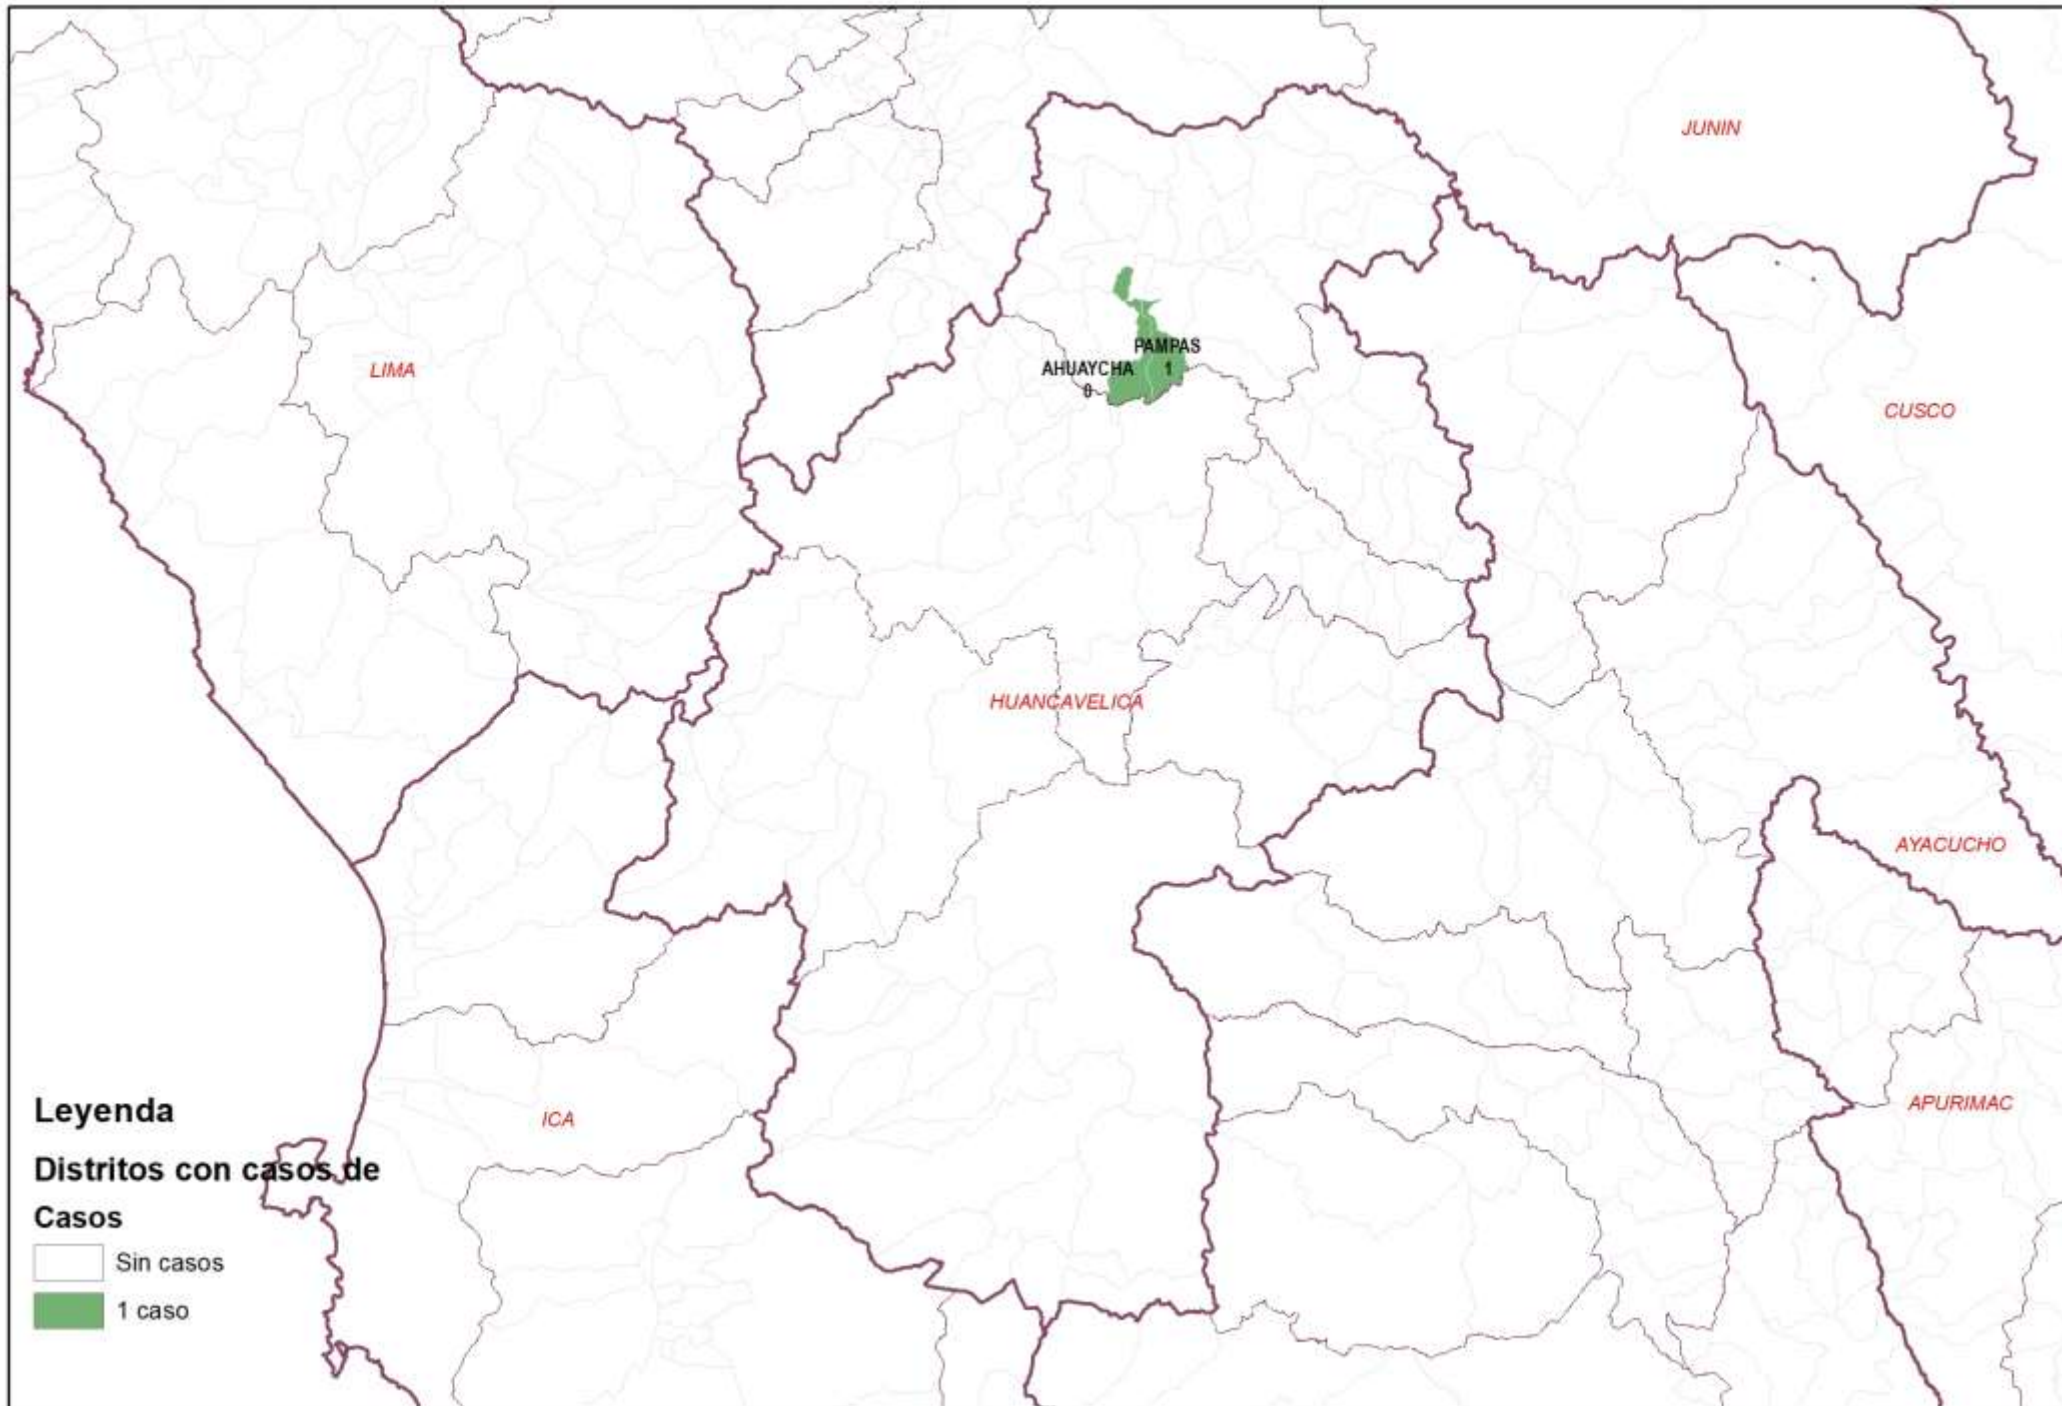 JUNIN
PAMPAS
1
AHUAYCHA
0
LIMA
CUSCO
HUANCAVELICA
AYACUCHO
ICA
APURIMAC
Leyenda
Distritos con casos de
Casos
Sin casos
1 caso